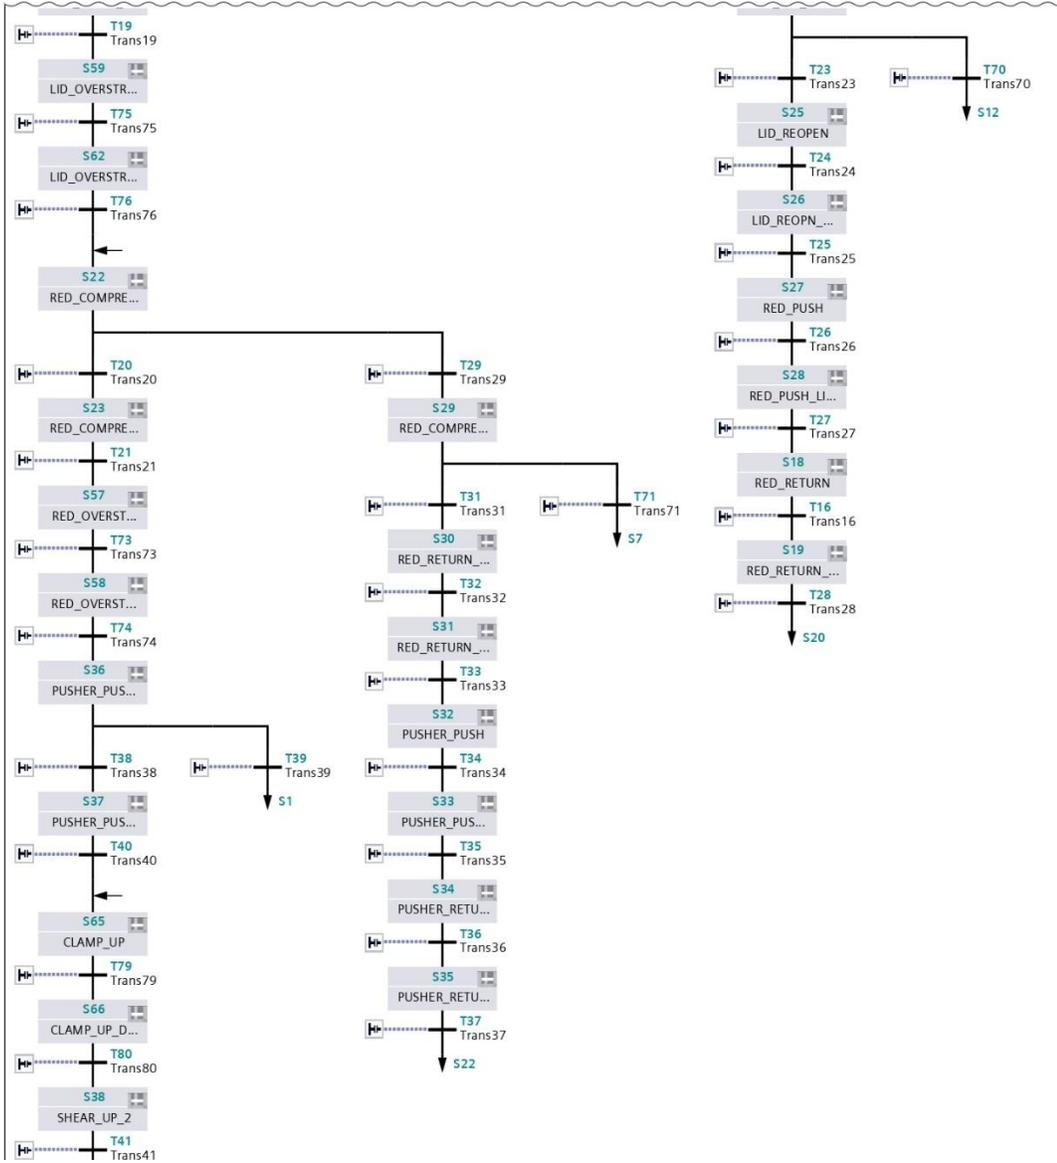 T19
Trans19
S59
LID_OVERSTR...
T75
Trans75
S62
LID_OVERSTR...
T76
Trans76
S22
RED_COMPRE...
T20
Trans20
S23
RED_COMPRE...
T21
Trans21
S57
RED_OVERST...
T73
Trans73
S58
RED_OVERST...
T74
Trans74
S36
PUSHER_PUS...
T38
Trans38
T39
Trans39
S1
S37
PUSHER_PUS...
T40
Trans40
S65
CLAMP_UP
T79
Trans79
S66
CLAMP_UP_D...
T80
Trans80
S38
SHEAR_UP_2
T41
Trans41
T29
Trans29
S29
RED_COMPRE...
T31
Trans31
T71
Trans71
S7
S30
RED_RETURN_...
T32
Trans32
S31
RED_RETURN_...
T33
Trans33
S32
PUSHER_PUSH
T34
Trans34
S33
PUSHER_PUS...
T35
Trans35
S34
PUSHER_RETU...
T36
Trans36
S35
PUSHER_RETU...
T37
Trans37
S22
T23
Trans23
T70
Trans70
S12
S25
LID_REOPEN
T24
Trans24
S26
LID_REOPN_...
T25
Trans25
S27
RED_PUSH
T26
Trans26
S28
RED_PUSH_LI...
T27
Trans27
S18
RED_RETURN
T16
Trans16
S19
RED_RETURN_...
T28
Trans28
S20